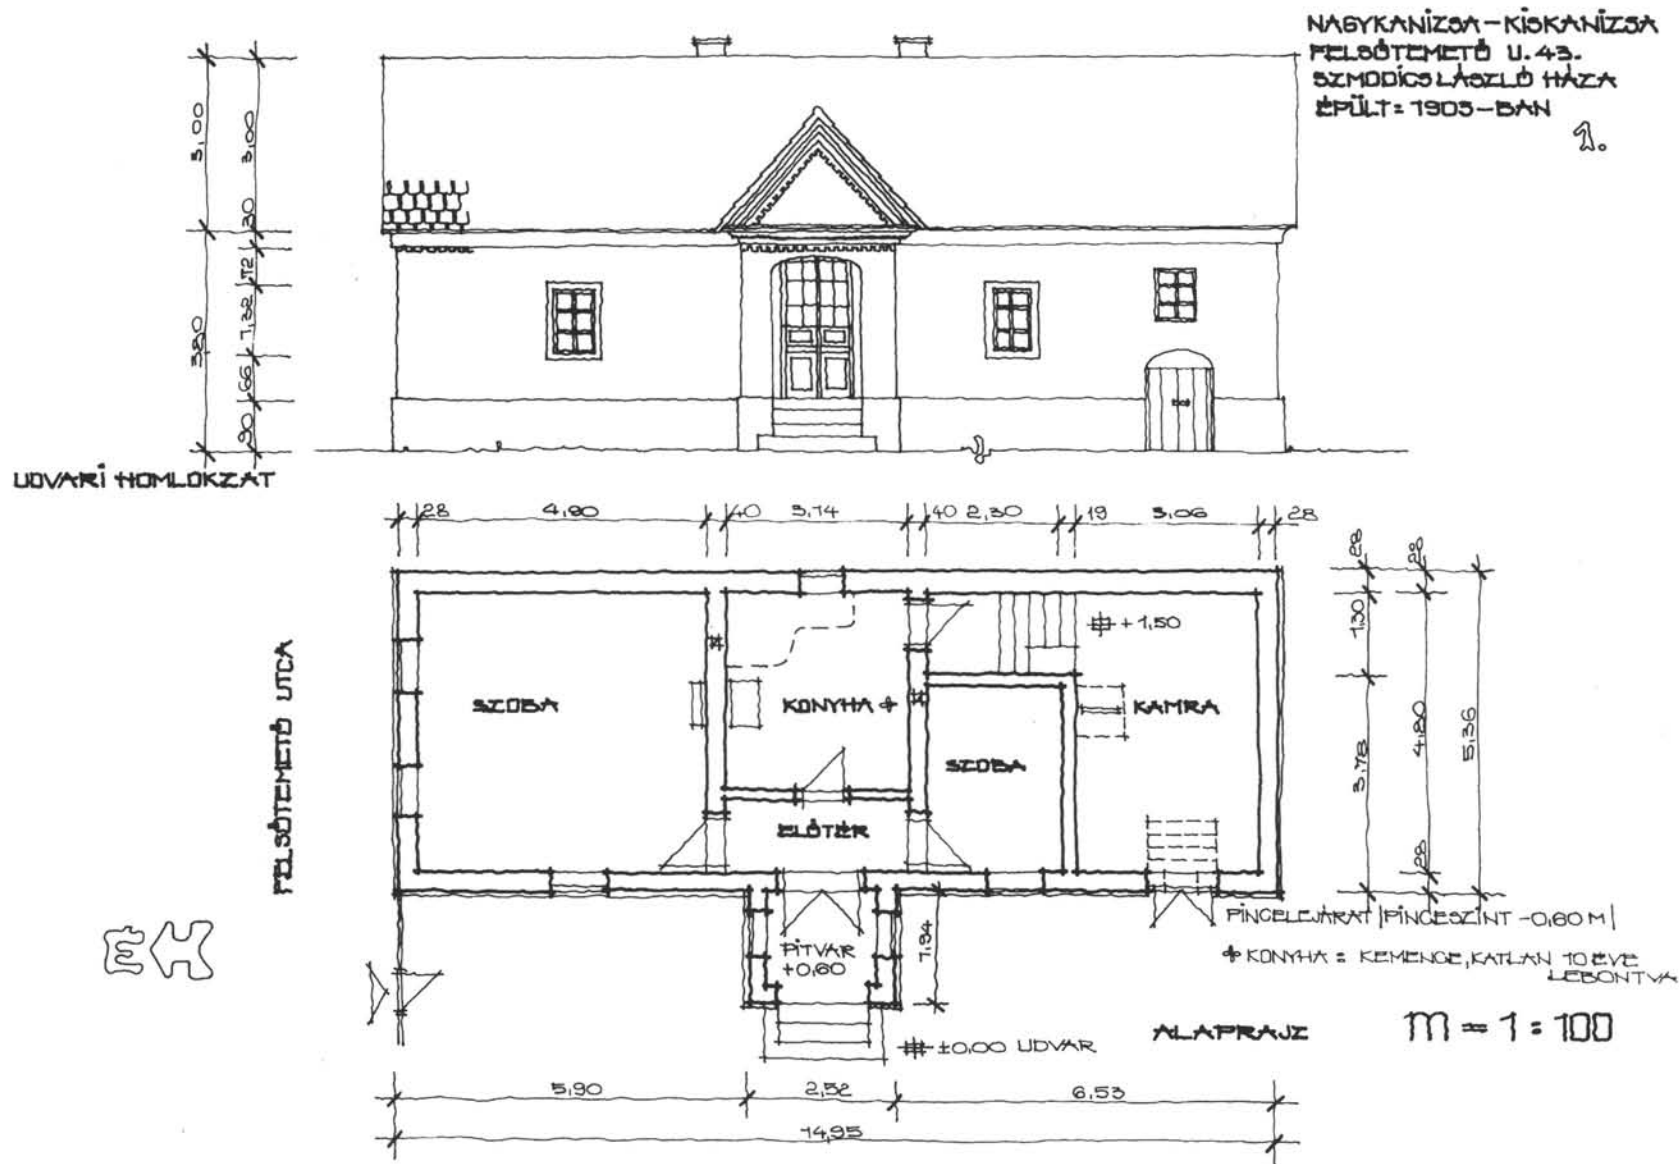 NAGYKANIZSA-KISKANIZSA
FELSŐTEMETŐ U. 43.
SZMODICS LÁSZLÓ HÁZA
ÉPÜLT: 1903-BAN
1.
3,00
3,00
30
72
1,32
3,80
66
90
UDVARI HOMLOKZAT
28
4,80
40
3,14
40
2,30
19
3,06
28
28
28
1,30
+1,50
FELSŐTEMETŐ UTCA
SZOBA
KONYHA
KAMRA
SZOBA
3,78
4,80
5,36
ELŐTÉR
28
PINCELEJÁRAT |PINCESZINT -0,60 M|
ÉH
PITVAR
+0,60
1,94
KONYHA = KEMENCE, KATLAN 10 ÉVE
LEBONTVA
ALAPRAJZ
M = 1:100
±0,00 UDVAR
5,90
2,52
6,53
14,95